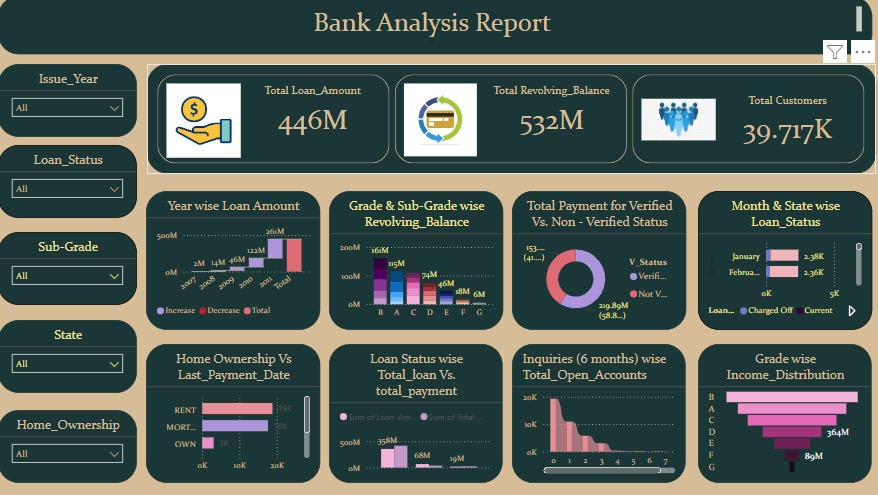 Bank Analysis Report
Issue_Year
All
Loan_Status
All
Sub-Grade
All
State
All
Home_Ownership
All
Total Loan_Amount
446M
Total Revolving_Balance
532M
Total Customers
39.717K
Year wise Loan Amount
500M
0M
2M
14M
46M
122M
261M
2007
2008
2009
2010
2011
Total
Increase
Decrease
Total
Grade & Sub-Grade wise
Revolving_Balance
200M
100M
0M
161M
115M
74M
46M
18M
6M
B A C D E F G
Total Payment for Verified
Vs. Non - Verified Status
153....
(41....)
219.89M
(58.8...)
V_Status
Verifi...
Not V...
Month & State wise
Loan_Status
January
2.38K
Februa...
2.36K
0K 5K
Loan...
Charged Off
Current
Home Ownership Vs
Last_Payment_Date
RENT
19K
MORT...
18K
OWN
3K
0K 10K 20K
Loan Status wise
Total_loan Vs.
total_payment
Sum of Loan Am...
Sum of Total ...
500M
0M
358M
68M
19M
Inquiries (6 months) wise
Total_Open_Accounts
20K
10K
0K
0 1 2 3 4 5 6 7
Grade wise
Income_Distribution
B
A
C
D
E
F
G
364M
89M